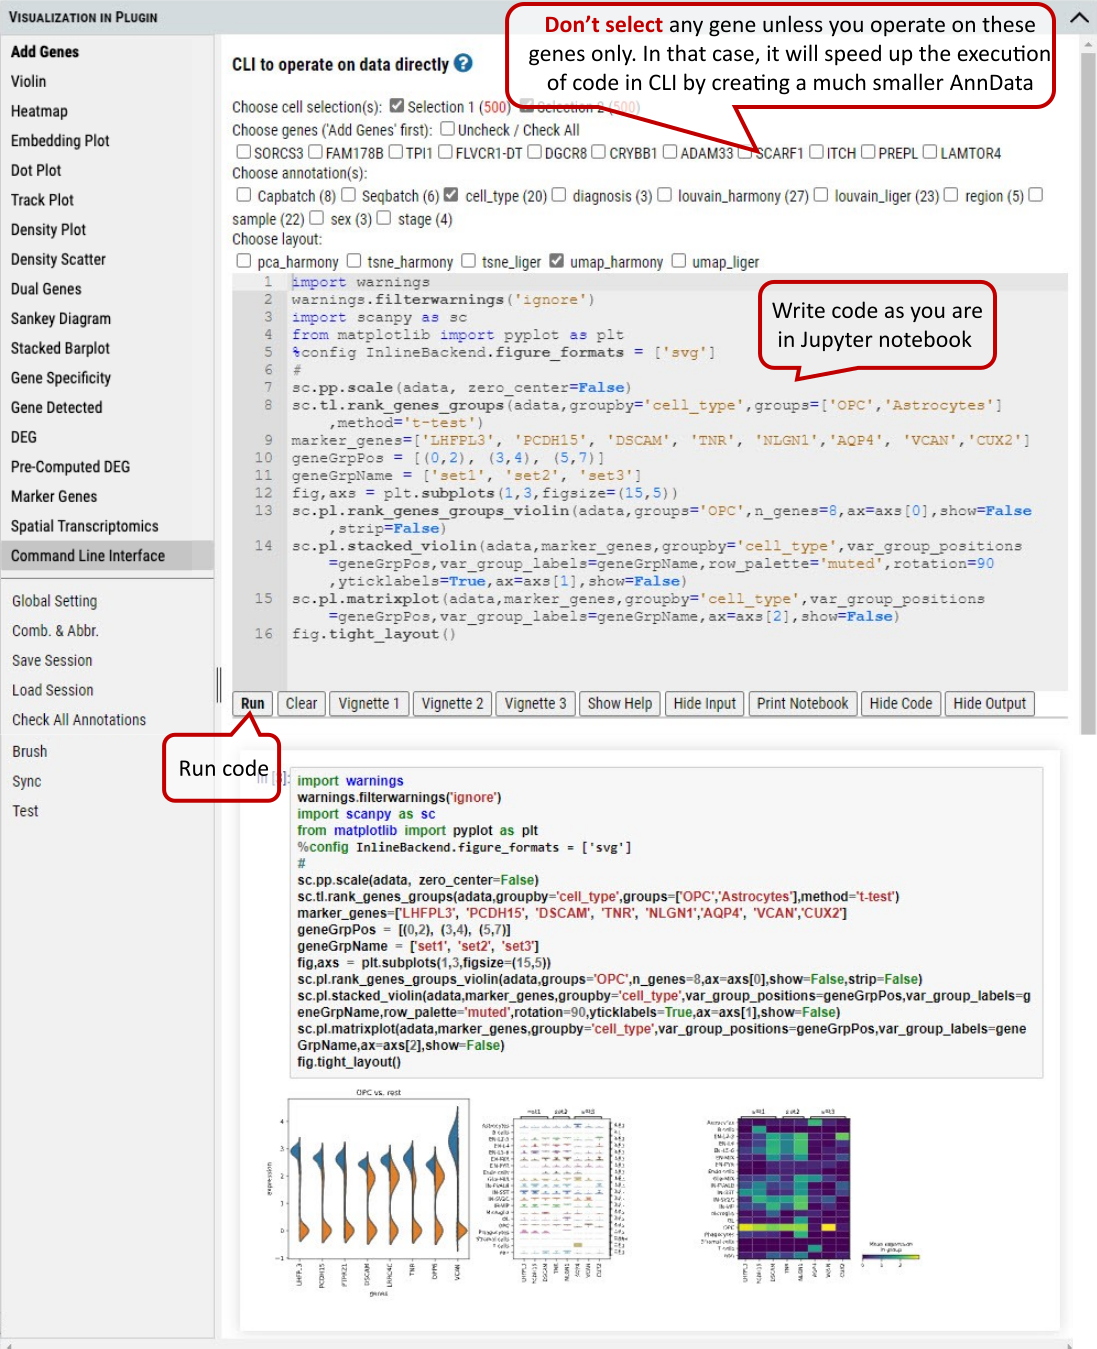 VISUALIZATION IN PLUGIN
Don't select any gene unless you operate on these
genes only. In that case, it will speed up the execution
of code in CLI by creating a much smaller AnnData
Add Genes
Violin
Heatmap
Embedding Plot
Dot Plot
Track Plot
Density Plot
Density Scatter
Dual Genes
Sankey Diagram
Stacked Barplot
Gene Specificity
Gene Detected
DEG
Pre-Computed DEG
Marker Genes
Spatial Transcriptomics
Command Line Interface
Global Setting
Comb. & Abbr.
Save Session
Load Session
Check All Annotations
Brush
Sync
Test
CLI to operate on data directly ?
Choose cell selection(s): Selection 1 (500) Selection 2 (500)
Choose genes ('Add Genes' first): Uncheck / Check All
SORCS3 FAM178B TPI1 FLVCR1-DT DGCR8 CRYBB1 ADAM33 SCARF1 ITCH PREPL LAMTOR4
Choose annotation(s):
Capbatch (8) Seqbatch (6) cell_type (20) diagnosis (3) louvain_harmony (27) louvain_liger (23) region (5)
sample (22) sex (3) stage (4)
Choose layout:
pca_harmony tsne_harmony tsne_liger umap_harmony umap_liger
1 import warnings
2 warnings.filterwarnings('ignore')
3 import scanpy as sc
4 from matplotlib import pyplot as plt
5 %config InlineBackend.figure_formats = ['svg']
6 #
7 sc.pp.scale(adata, zero_center=False)
8 sc.tl.rank_genes_groups(adata,groupby='cell_type',groups=['OPC','Astrocytes']
,method='t-test')
9 marker_genes=['LHFPL3', 'PCDH15', 'DSCAM', 'TNR', 'NLGN1','AQP4', 'VCAN','CUX2']
10 geneGrpPos = [(0,2), (3,4), (5,7)]
11 geneGrpName = ['set1', 'set2', 'set3']
12 fig,axs = plt.subplots(1,3,figsize=(15,5))
13 sc.pl.rank_genes_groups_violin(adata,groups='OPC',n_genes=8,ax=axs[0],show=False
,strip=False)
14 sc.pl.stacked_violin(adata,marker_genes,groupby='cell_type',var_group_positions
=geneGrpPos,var_group_labels=geneGrpName,row_palette='muted',rotation=90
,yticklabels=True,ax=axs[1],show=False)
15 sc.pl.matrixplot(adata,marker_genes,groupby='cell_type',var_group_positions
=geneGrpPos,var_group_labels=geneGrpName,ax=axs[2],show=False)
16 fig.tight_layout()
Write code as you are
in Jupyter notebook
Run Clear Vignette 1 Vignette 2 Vignette 3 Show Help Hide Input Print Notebook Hide Code Hide Output
Run code
import warnings
warnings.filterwarnings('ignore')
import scanpy as sc
from matplotlib import pyplot as plt
%config InlineBackend.figure_formats = ['svg']
#
sc.pp.scale(adata, zero_center=False)
sc.tl.rank_genes_groups(adata,groupby='cell_type',groups=['OPC','Astrocytes'],method='t-test')
marker_genes=['LHFPL3', 'PCDH15', 'DSCAM', 'TNR', 'NLGN1','AQP4', 'VCAN','CUX2']
geneGrpPos = [(0,2), (3,4), (5,7)]
geneGrpName = ['set1', 'set2', 'set3']
fig,axs = plt.subplots(1,3,figsize=(15,5))
sc.pl.rank_genes_groups_violin(adata,groups='OPC',n_genes=8,ax=axs[0],show=False,strip=False)
sc.pl.stacked_violin(adata,marker_genes,groupby='cell_type',var_group_positions=geneGrpPos,var_group_labels=g
eneGrpName,row_palette='muted',rotation=90,yticklabels=True,ax=axs[1],show=False)
sc.pl.matrixplot(adata,marker_genes,groupby='cell_type',var_group_positions=geneGrpPos,var_group_labels=gene
GrpName,ax=axs[2],show=False)
fig.tight_layout()
OPC vs. rest
expression
4
3
2
1
0
-1
PCDH15
DSCAM
TNR
VCAN
genes